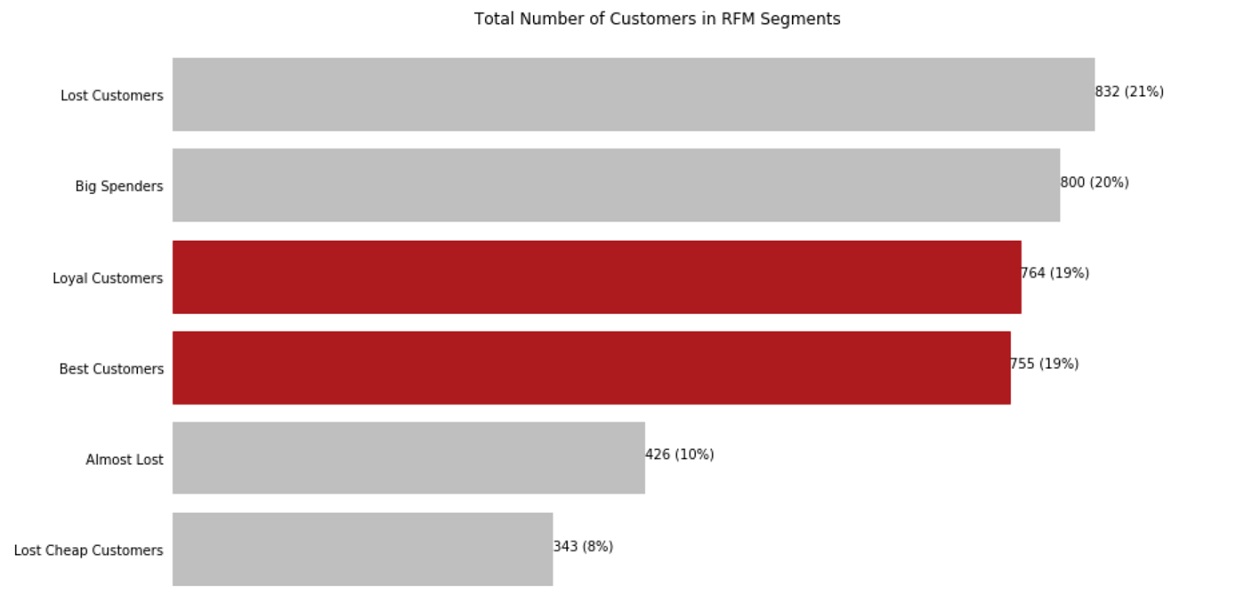 Total Number of Customers in RFM Segments
Lost Customers 832 (21%)
Big Spenders 800 (20%)
Loyal Customers 764 (19%)
Best Customers 755 (19%)
Almost Lost 426 (10%)
Lost Cheap Customers 343 (8%)